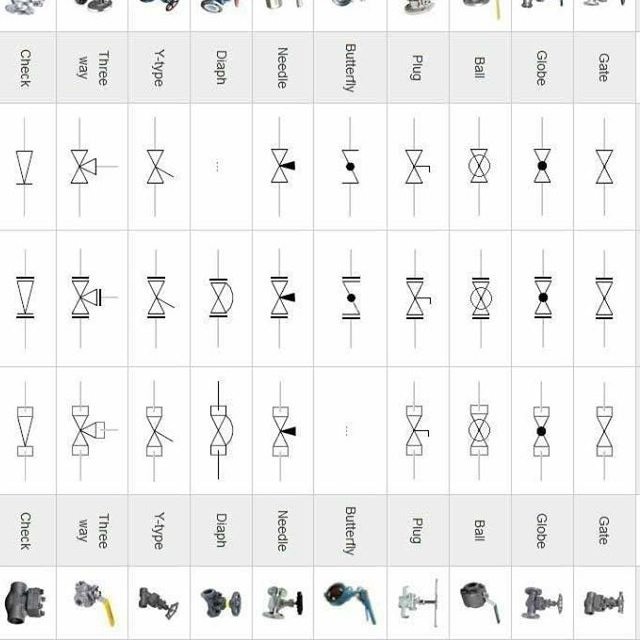 Gate Gate
Globe Globe
Ball Ball
Plug Plug
Butterfly ... Butterfly
Needle Needle
Diaph ... Diaph
Y-type Y-type
Three Three
way way
Check Check